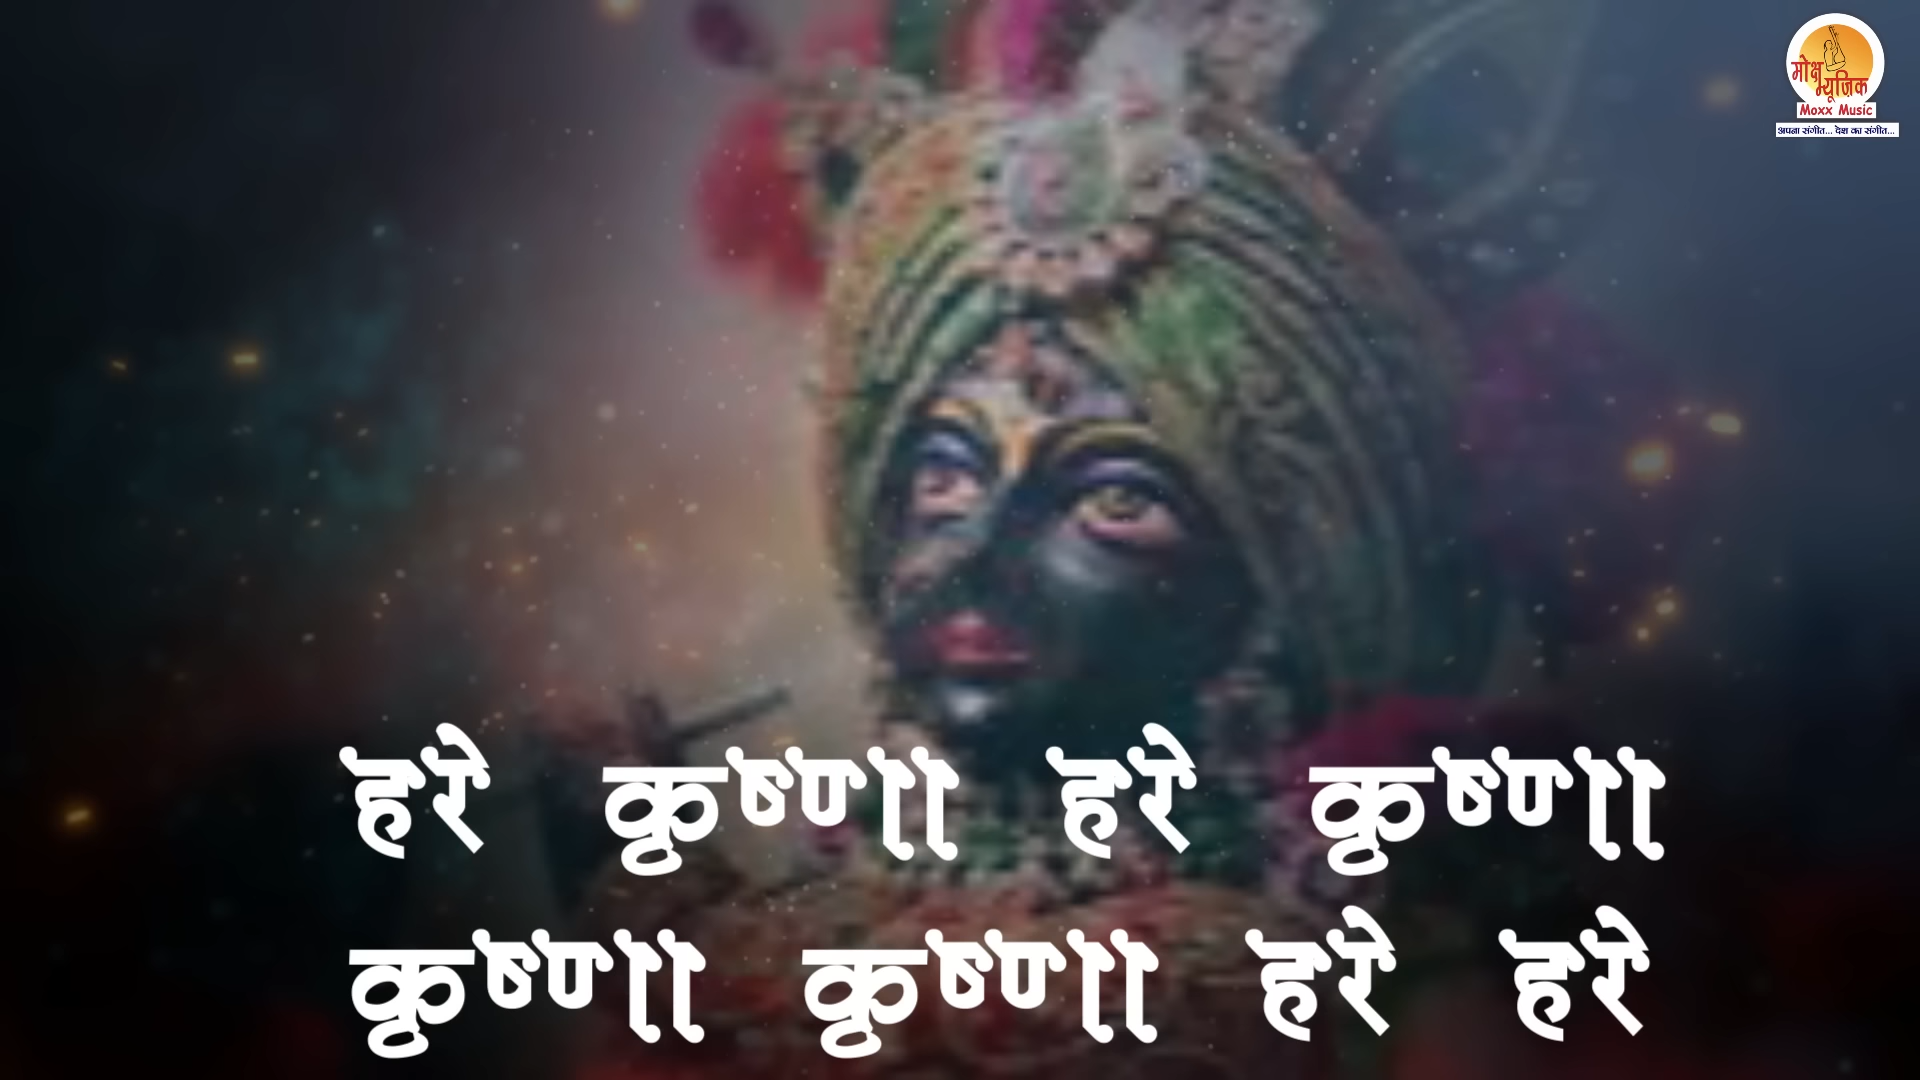 मोक्ष
म्यूज़िक
Moxx Music
अपना संगीत... देश का संगीत...
हरे कृष्णा हरे कृष्णा
कृष्णा कृष्णा हरे हरे